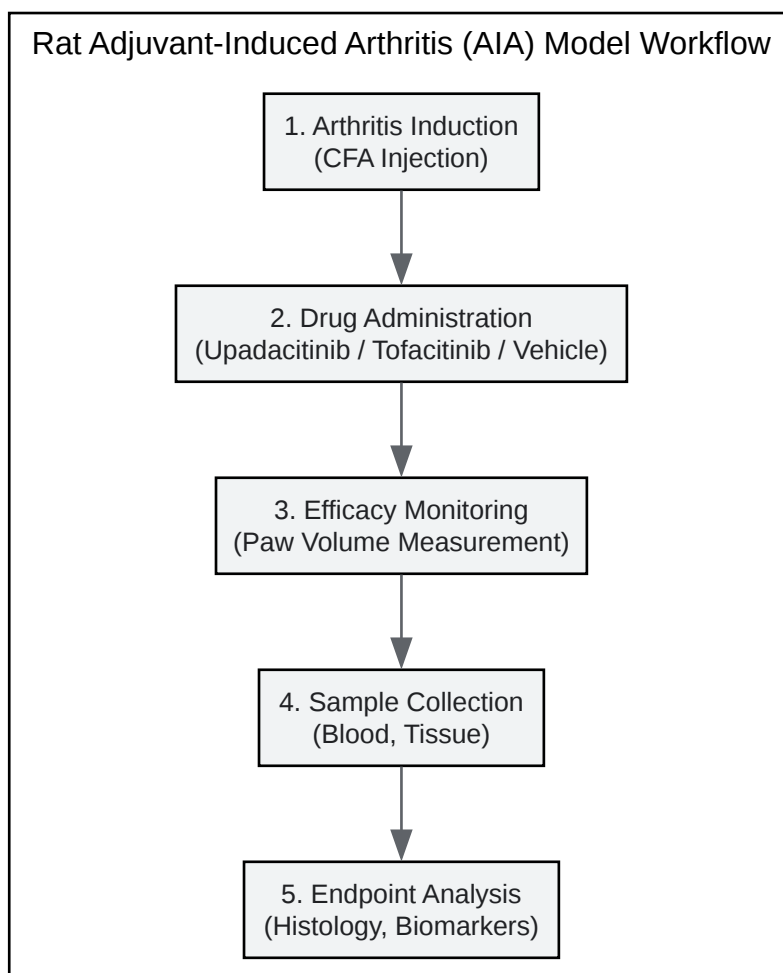 Rat Adjuvant-Induced Arthritis (AIA) Model Workflow
1. Arthritis Induction
(CFA Injection)
2. Drug Administration
(Upadacitinib / Tofacitinib / Vehicle)
3. Efficacy Monitoring
(Paw Volume Measurement)
4. Sample Collection
(Blood, Tissue)
5. Endpoint Analysis
(Histology, Biomarkers)